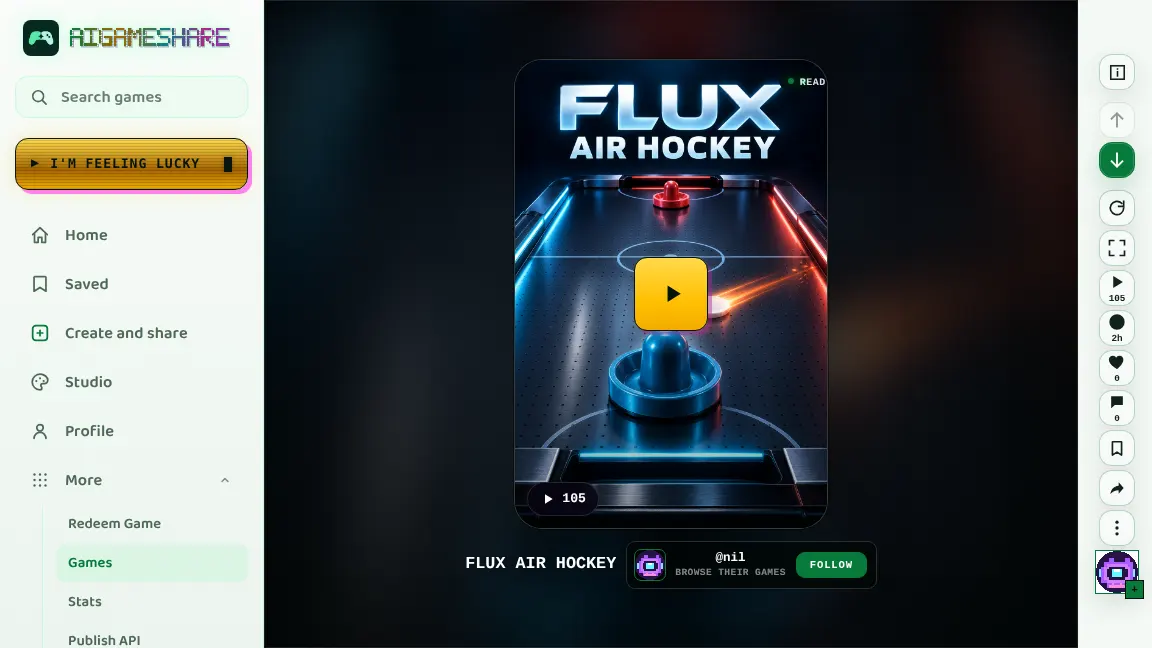 AIGAMESHARE
Search games
I'M FEELING LUCKY
Home
Saved
Create and share
Studio
Profile
More
Redeem Game
Games
Stats
Publish API
READ
FLUX
AIR HOCKEY
105
FLUX AIR HOCKEY
@nil
BROWSE THEIR GAMES
FOLLOW
105
2h
0
0